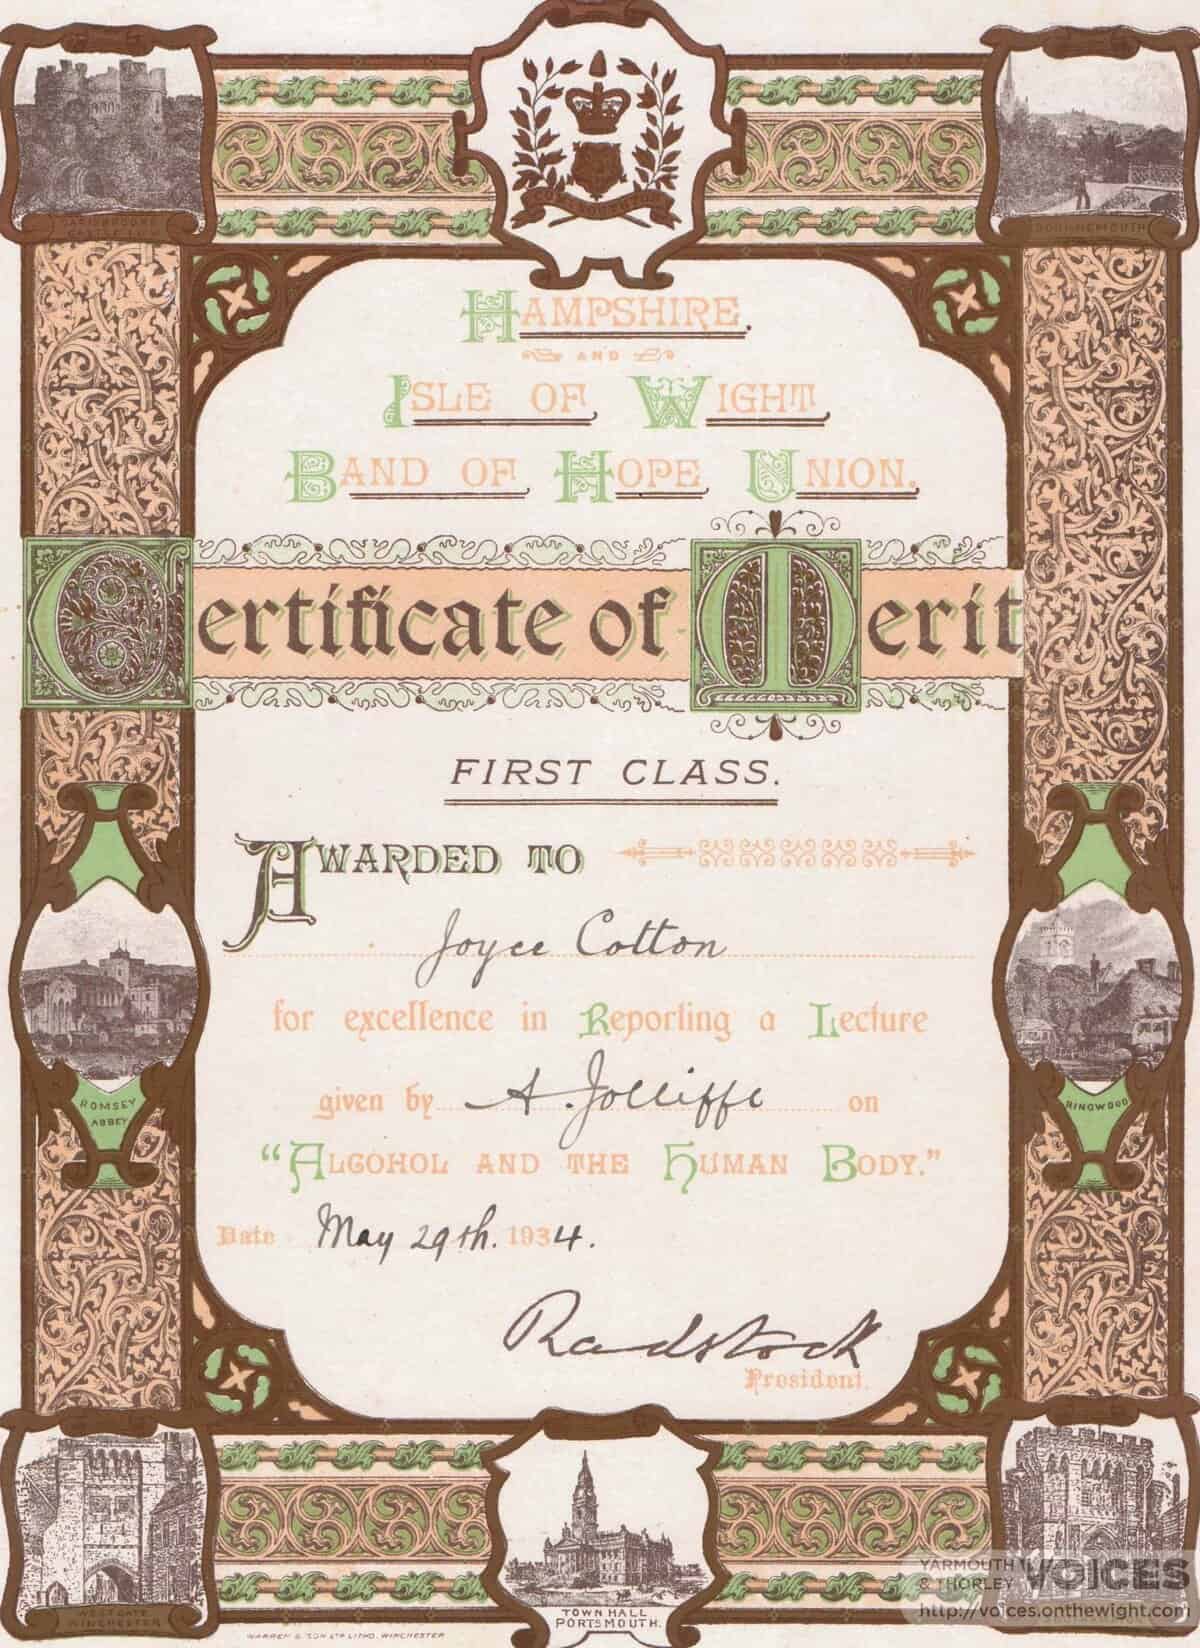 CARISBROOKE
CASTLE I.W.
BOURNEMOUTH
HAMPSHIRE.
AND
ISLE OF WIGHT
BAND OF HOPE UNION.
Certificate of Merit
FIRST CLASS.
AWARDED TO
Joyce Cotton
for excellence in Reporting a Lecture
given by A. Jolliffe on
"ALCOHOL AND THE HUMAN BODY."
ROMSEY
ABBEY
RINGWOOD
Date May 29th. 1934.
Radstock
President.
WESTGATE
WINCHESTER
TOWN HALL
PORTSMOUTH.
WARREN & SON LTD LITHO. WINCHESTER
YARMOUTH
& THORLEY VOICES
http://voices.onthewight.com/